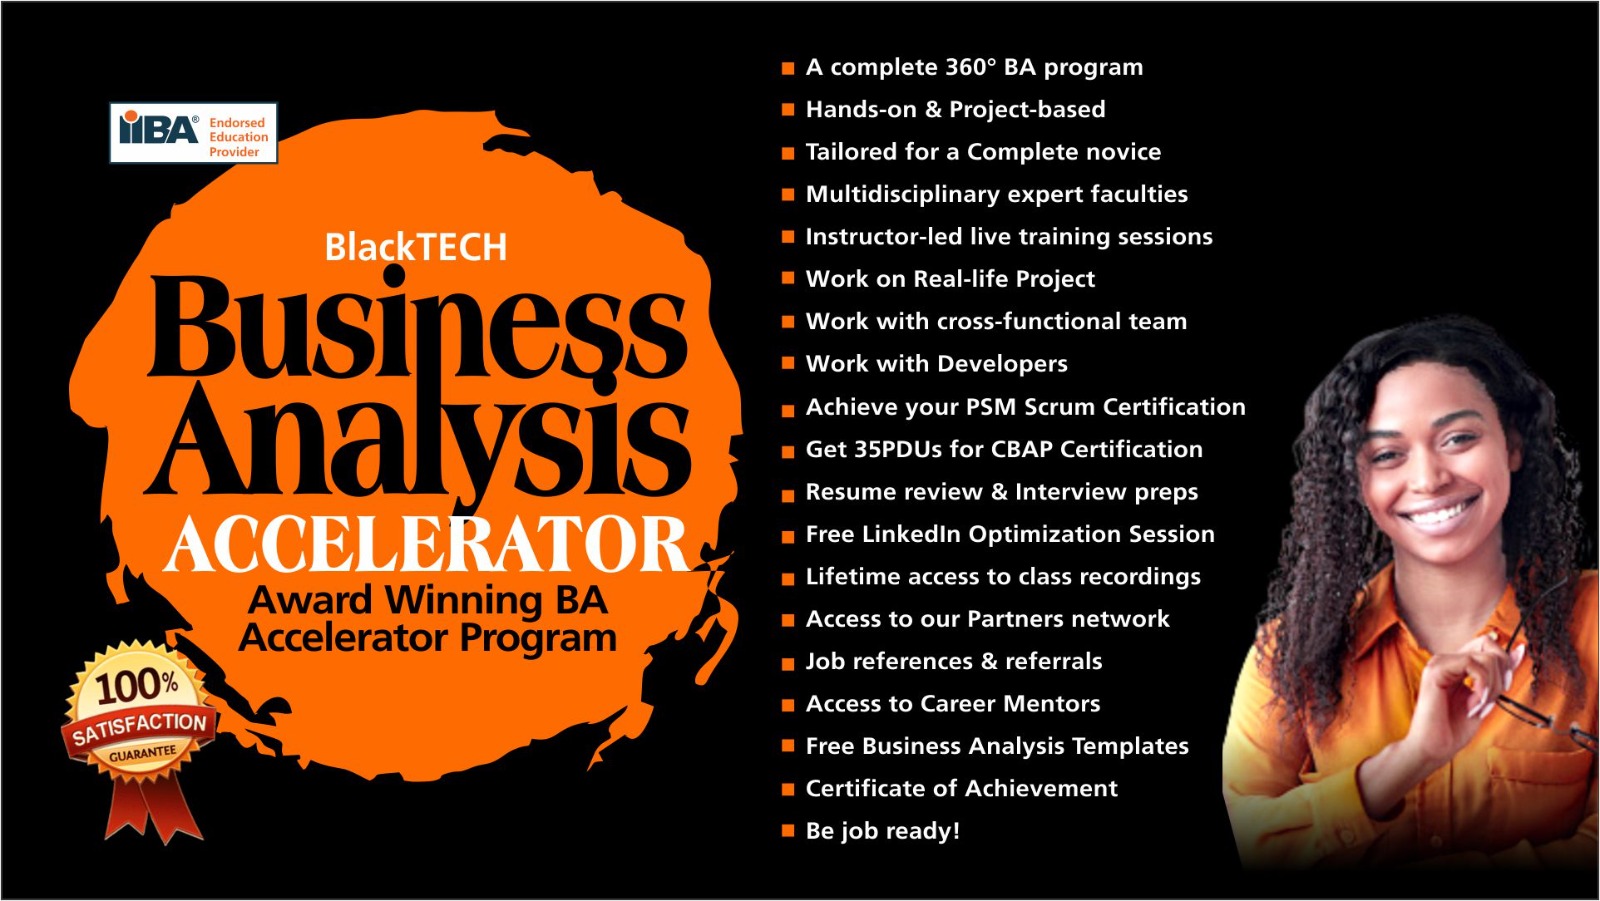 iiBA® Endorsed
Education
Provider
BlackTECH
Business
Analysis
ACCELERATOR
Award Winning BA
Accelerator Program
100%
SATISFACTION
GUARANTEE
A complete 360° BA program
Hands-on & Project-based
Tailored for a Complete novice
Multidisciplinary expert faculties
Instructor-led live training sessions
Work on Real-life Project
Work with cross-functional team
Work with Developers
Achieve your PSM Scrum Certification
Get 35PDUs for CBAP Certification
Resume review & Interview preps
Free LinkedIn Optimization Session
Lifetime access to class recordings
Access to our Partners network
Job references & referrals
Access to Career Mentors
Free Business Analysis Templates
Certificate of Achievement
Be job ready!